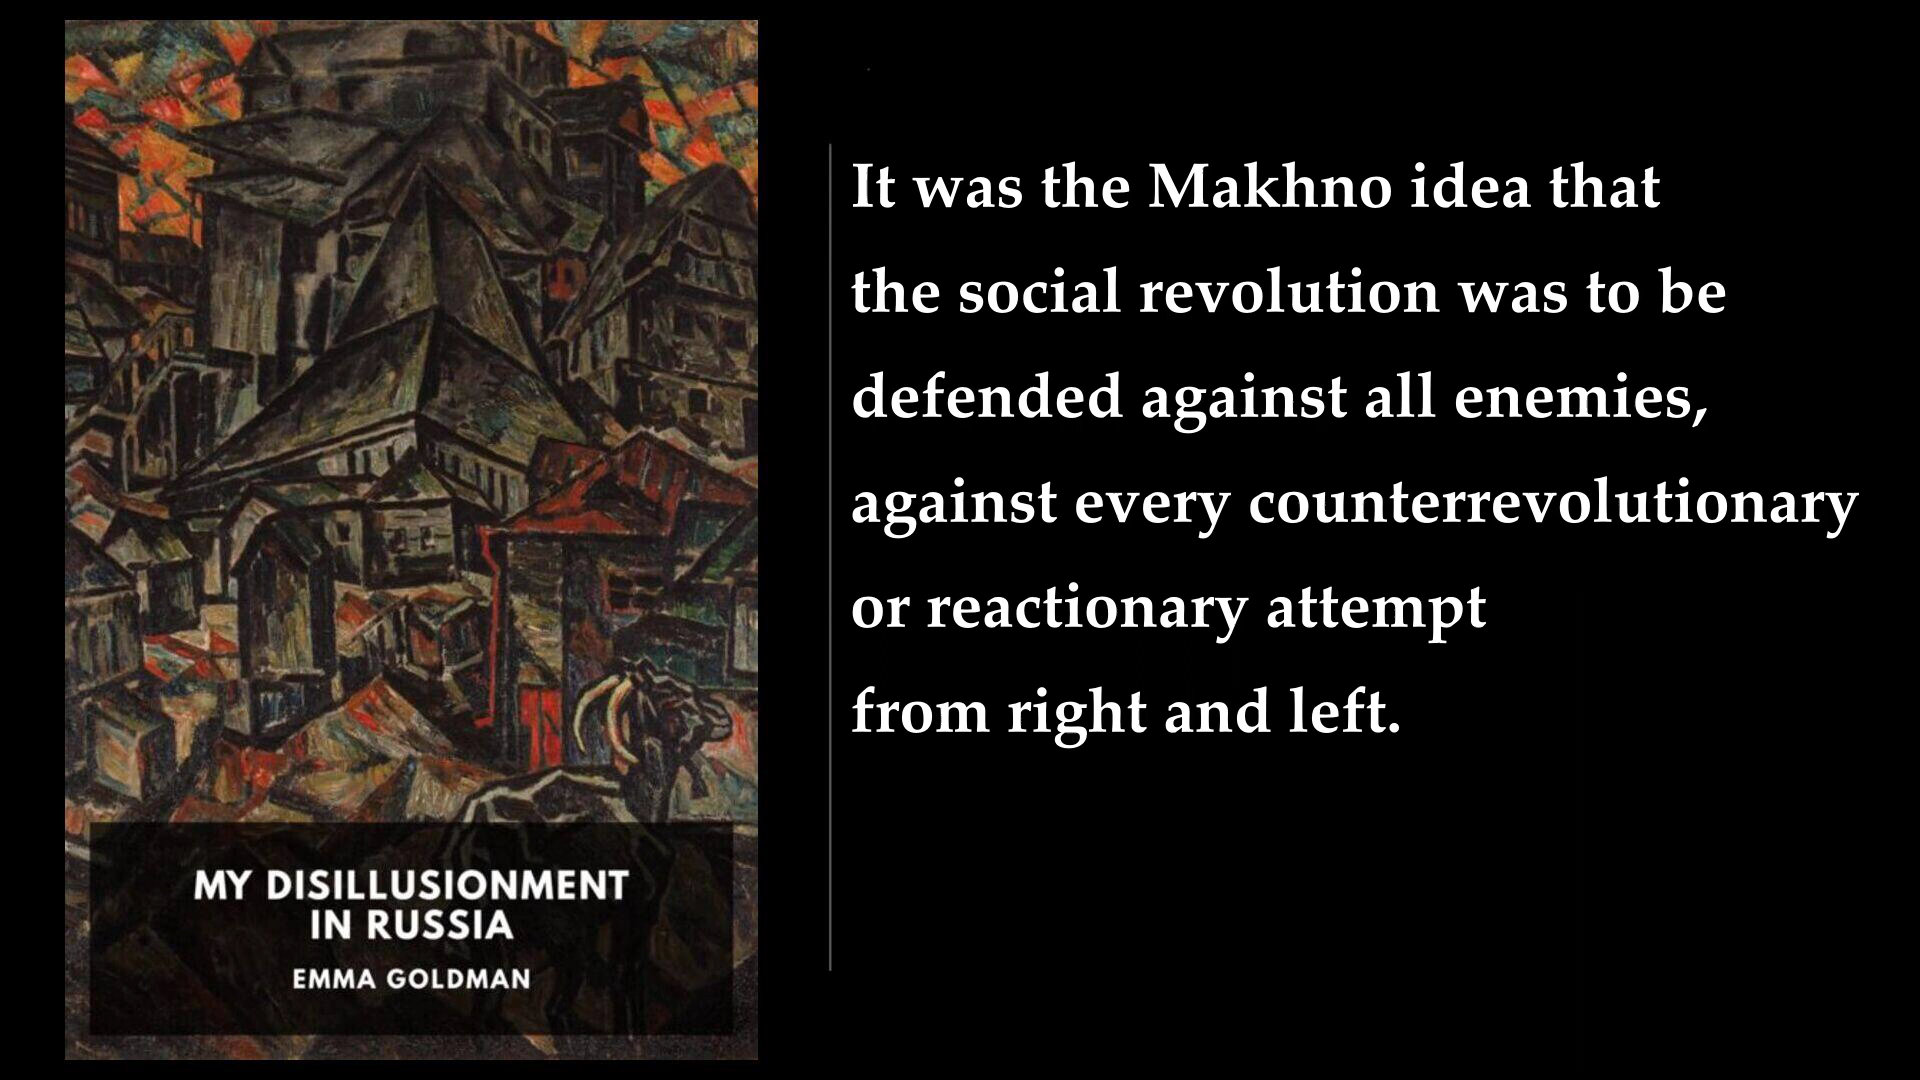 MY DISILLUSIONMENT
IN RUSSIA
EMMA GOLDMAN
It was the Makhno idea that
the social revolution was to be
defended against all enemies,
against every counterrevolutionary
or reactionary attempt
from right and left.